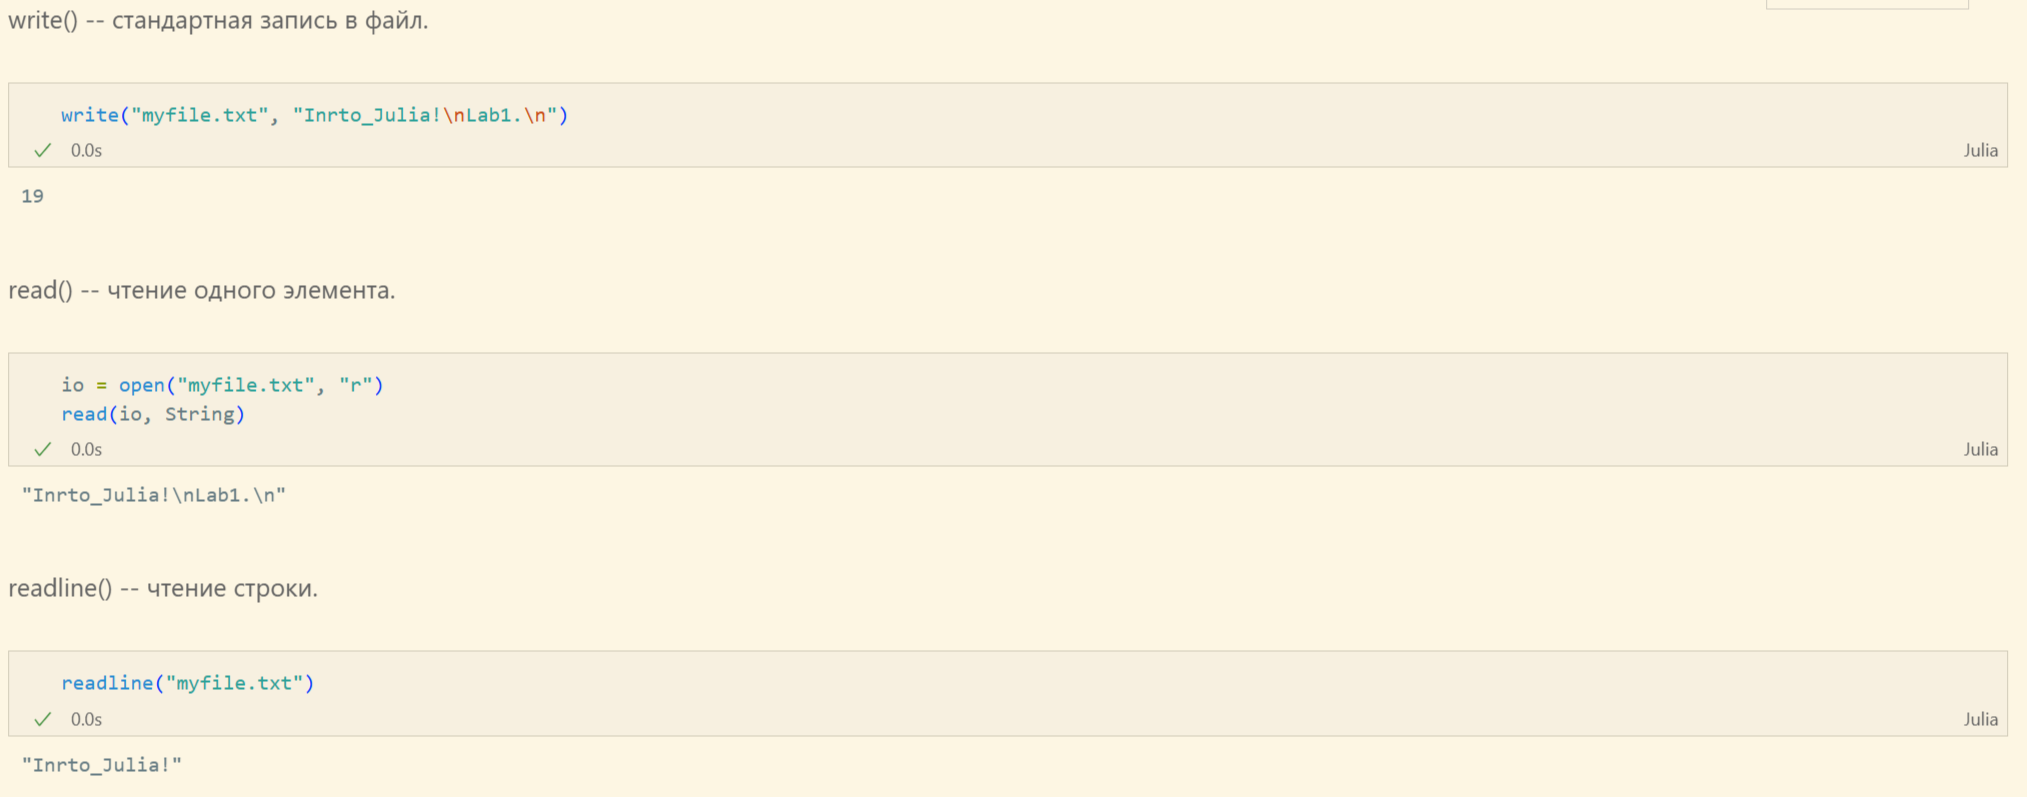 write() -- стандартная запись в файл.
write("myfile.txt", "Inrto_Julia!\nLab1.\n")
0.0s
Julia
19
read() -- чтение одного элемента.
io = open("myfile.txt", "r")
read(io, String)
0.0s
Julia
"Inrto_Julia!\nLab1.\n"
readline() -- чтение строки.
readline("myfile.txt")
0.0s
Julia
"Inrto_Julia!"